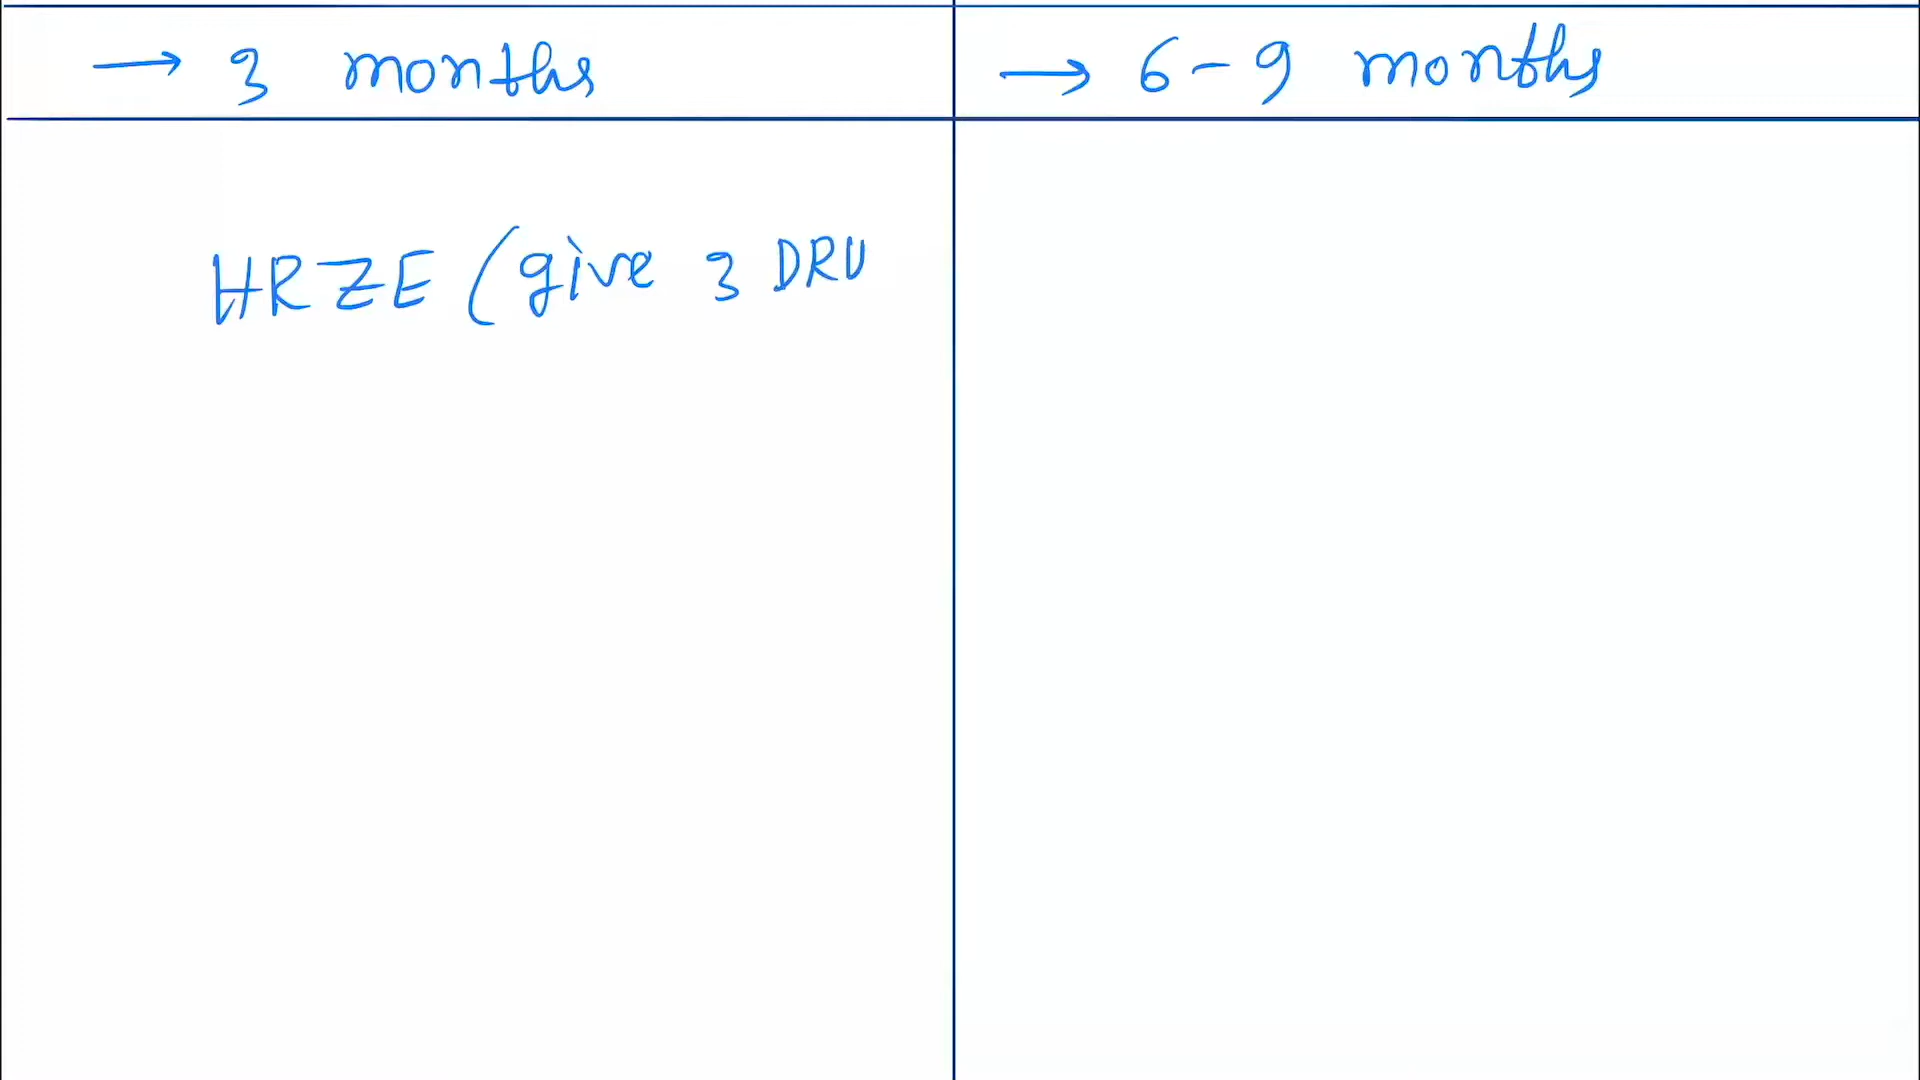 → 3 months
→ 6-9 months
HRZE (give 3 DRU